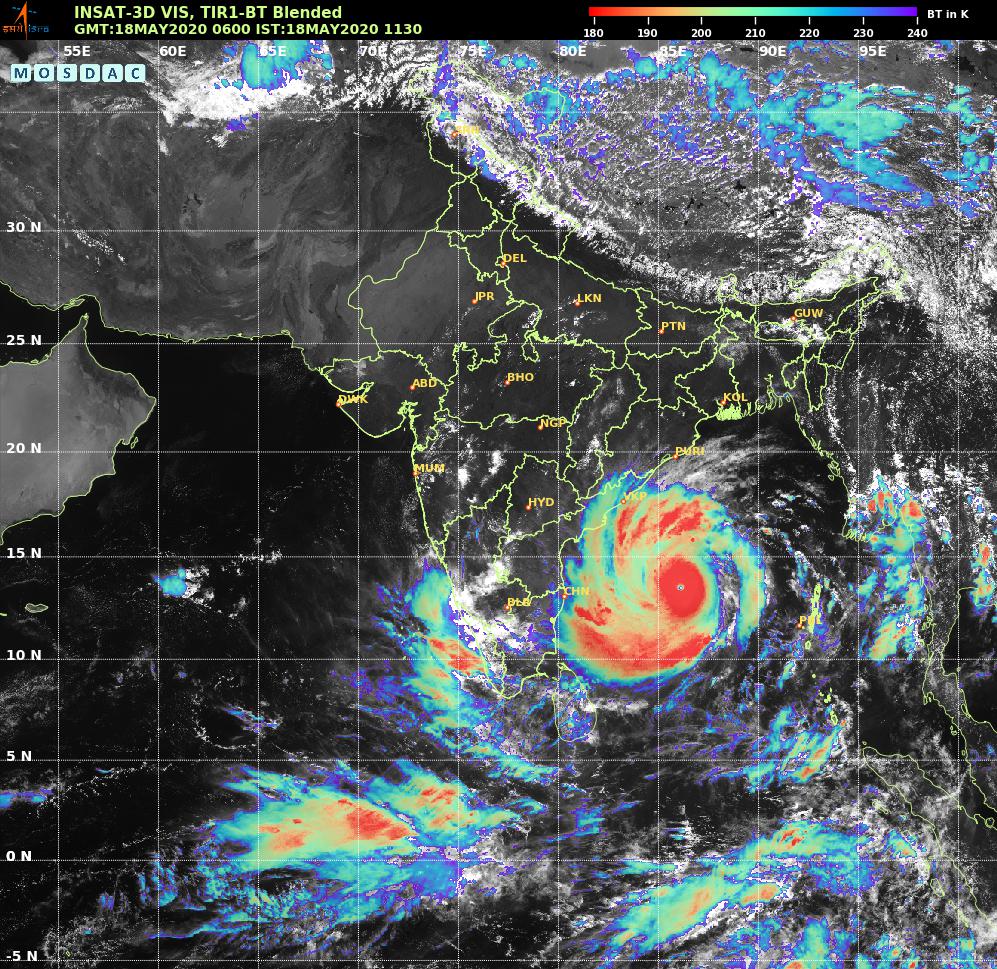 INSAT-3D VIS, TIR1-BT Blended
GMT:18MAY2020 0600 IST:18MAY2020 1130
180 190 200 210 220 230 240 BT in K
55E 60E 65E 70E 75E 80E 85E 90E 95E
MOSDAC
30 N
DEL
JPR LKN
GUW
PTN
25 N
ABD BHO
DWK KOL
NGP
20 N PURI
MUM
VKP
HYD
15 N
CHN
BLR
10 N
5 N
0 N
-5 N